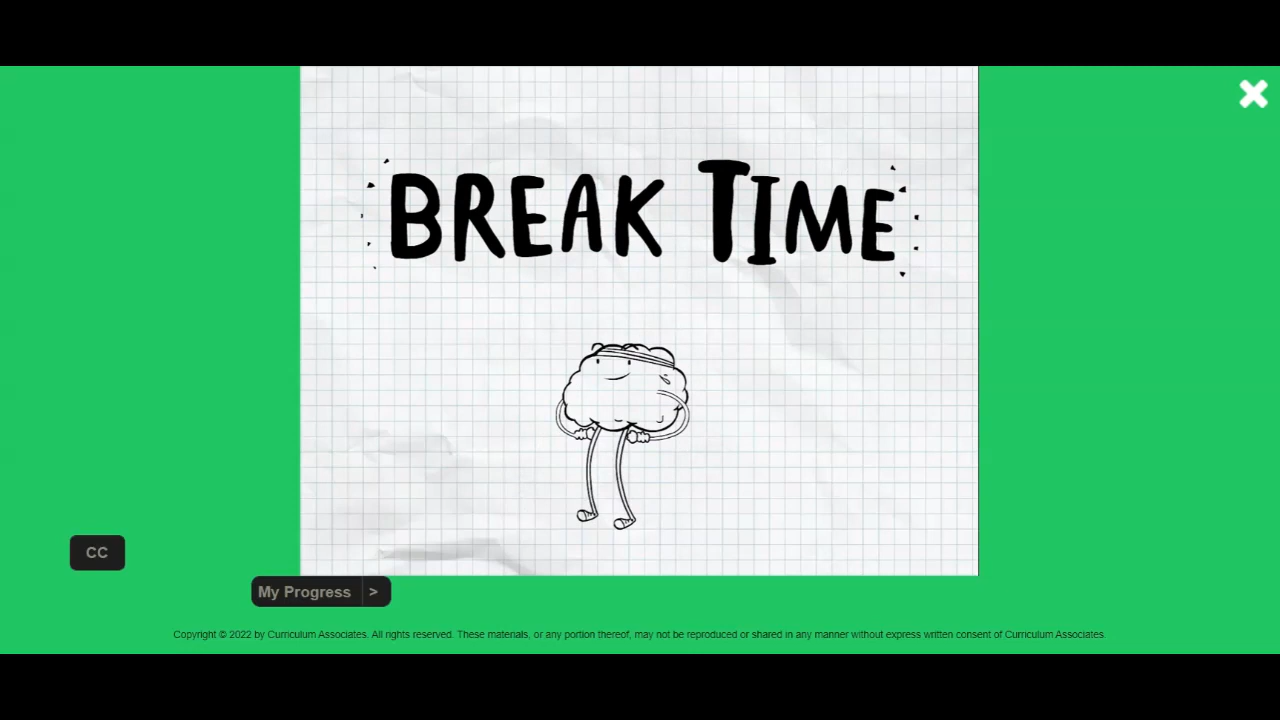 BREAK TIME
CC
My Progress >
Copyright © 2022 by Curriculum Associates. All rights reserved. These materials, or any portion thereof, may not be reproduced or shared in any manner without express written consent of Curriculum Associates.